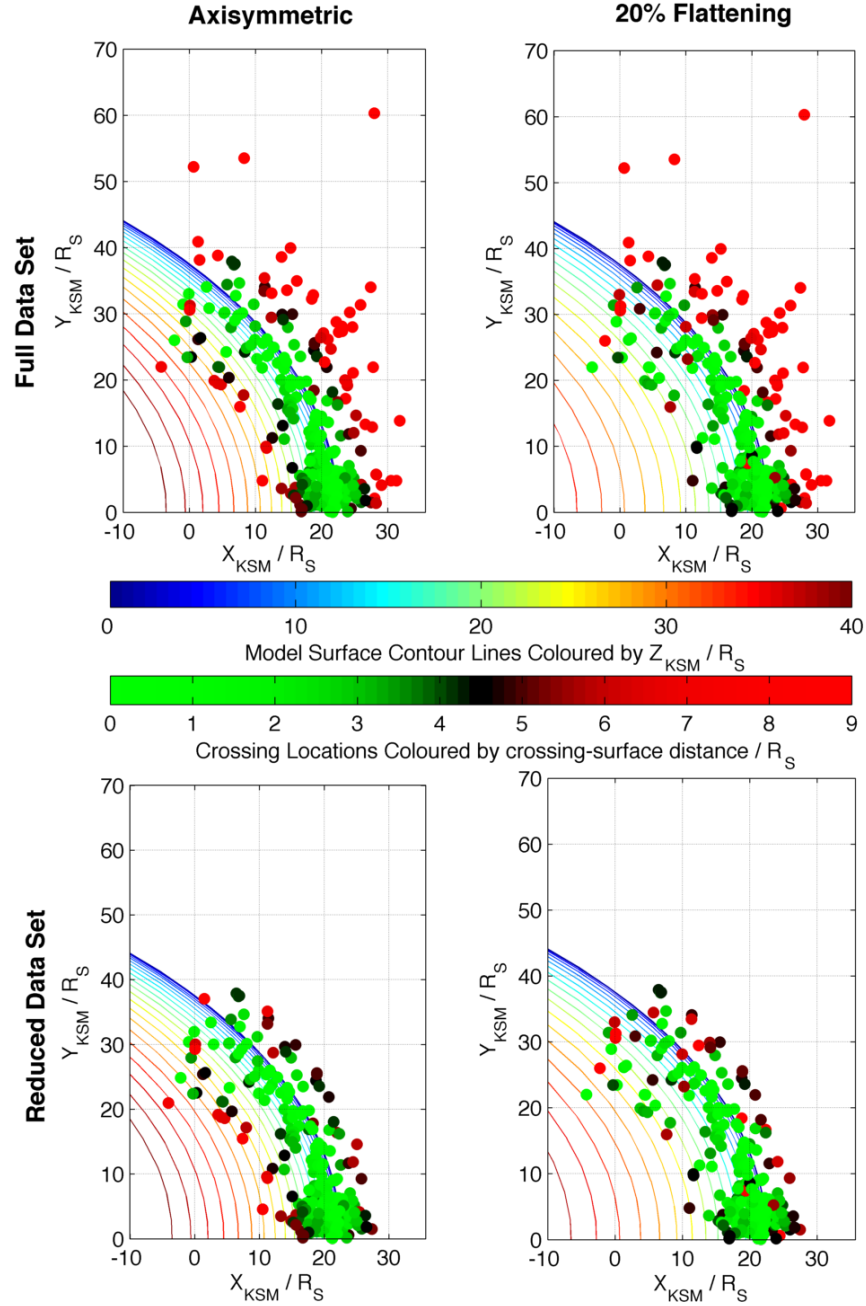 Axisymmetric
20% Flattening
Full Data Set
Y_KSM / R_S
70
60
50
40
30
20
10
0
-10 0 10 20 30
X_KSM / R_S
Y_KSM / R_S
70
60
50
40
30
20
10
0
-10 0 10 20 30
X_KSM / R_S
0 10 20 30 40
Model Surface Contour Lines Coloured by Z_KSM / R_S
0 1 2 3 4 5 6 7 8 9
Crossing Locations Coloured by crossing-surface distance / R_S
Reduced Data Set
Y_KSM / R_S
70
60
50
40
30
20
10
0
-10 0 10 20 30
X_KSM / R_S
Y_KSM / R_S
70
60
50
40
30
20
10
0
-10 0 10 20 30
X_KSM / R_S